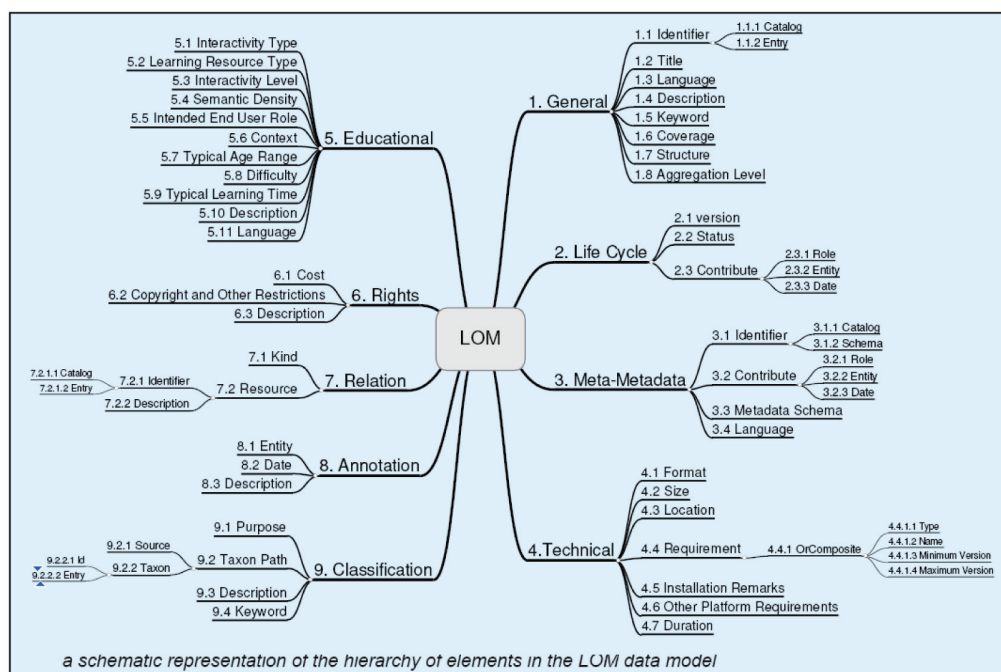 LOM
1. General
1.1 Identifier
1.1.1 Catalog
1.1.2 Entry
1.2 Title
1.3 Language
1.4 Description
1.5 Keyword
1.6 Coverage
1.7 Structure
1.8 Aggregation Level
2. Life Cycle
2.1 version
2.2 Status
2.3 Contribute
2.3.1 Role
2.3.2 Entity
2.3.3 Date
3. Meta-Metadata
3.1 Identifier
3.1.1 Catalog
3.1.2 Schema
3.2 Contribute
3.2.1 Role
3.2.2 Entity
3.2.3 Date
3.3 Metadata Schema
3.4 Language
4.Technical
4.1 Format
4.2 Size
4.3 Location
4.4 Requirement
4.4.1 OrComposite
4.4.1.1 Type
4.4.1.2 Name
4.4.1.3 Minimum Version
4.4.1.4 Maximum Version
4.5 Installation Remarks
4.6 Other Platform Requirements
4.7 Duration
5. Educational
5.1 Interactivity Type
5.2 Learning Resource Type
5.3 Interactivity Level
5.4 Semantic Density
5.5 Intended End User Role
5.6 Context
5.7 Typical Age Range
5.8 Difficulty
5.9 Typical Learning Time
5.10 Description
5.11 Language
6. Rights
6.1 Cost
6.2 Copyright and Other Restrictions
6.3 Description
7. Relation
7.1 Kind
7.2 Resource
7.2.1 Identifier
7.2.1.1 Catalog
7.2.1.2 Entry
7.2.2 Description
8. Annotation
8.1 Entity
8.2 Date
8.3 Description
9. Classification
9.1 Purpose
9.2 Taxon Path
9.2.1 Source
9.2.2 Taxon
9.2.2.1 Id
9.2.2.2 Entry
9.3 Description
9.4 Keyword
a schematic representation of the hierarchy of elements in the LOM data model